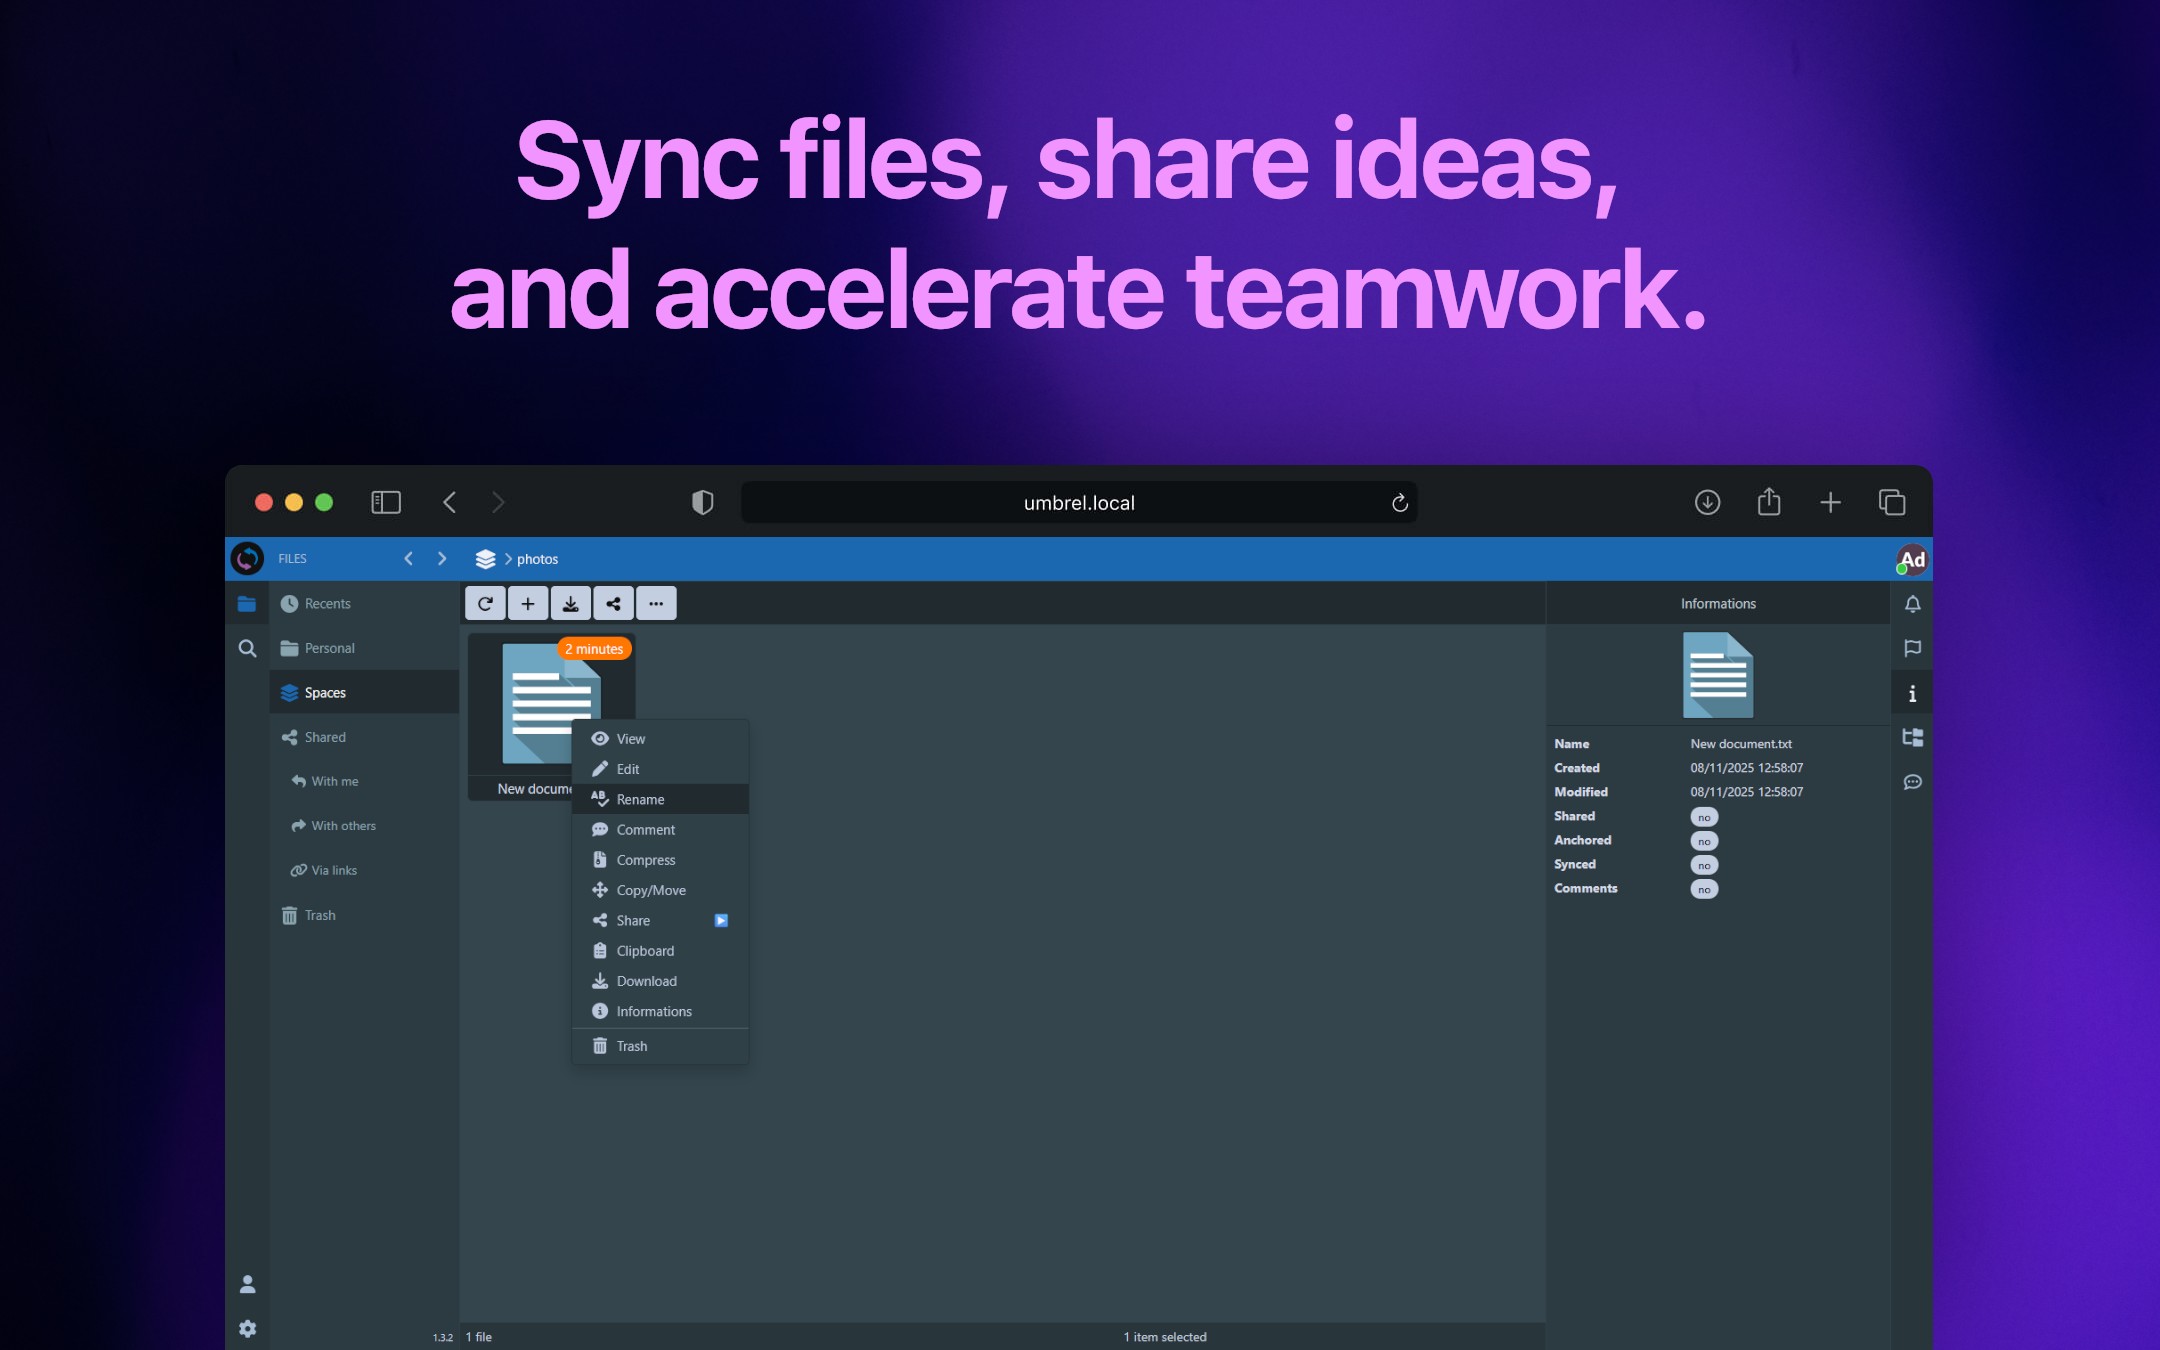 Sync files, share ideas,
and accelerate teamwork.
umbrel.local
FILES
photos
Ad
Recents
Personal
Spaces
Shared
With me
With others
Via links
Trash
1.3.2
2 minutes
New docume
View
Edit
AB Rename
Comment
Compress
Copy/Move
Share
Clipboard
Download
Informations
Trash
1 file
1 item selected
Informations
Name New document.txt
Created 08/11/2025 12:58:07
Modified 08/11/2025 12:58:07
Shared no
Anchored no
Synced no
Comments no